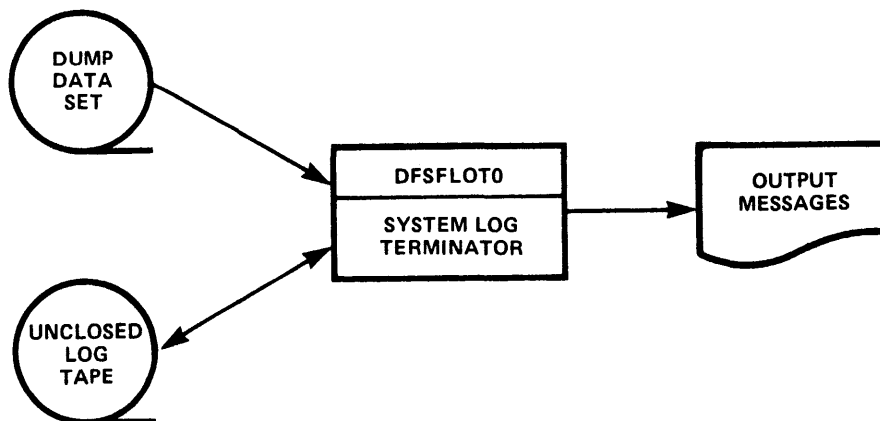 DUMP
DATA
SET
DFSFLOT0
SYSTEM LOG
TERMINATOR
OUTPUT
MESSAGES
UNCLOSED
LOG
TAPE